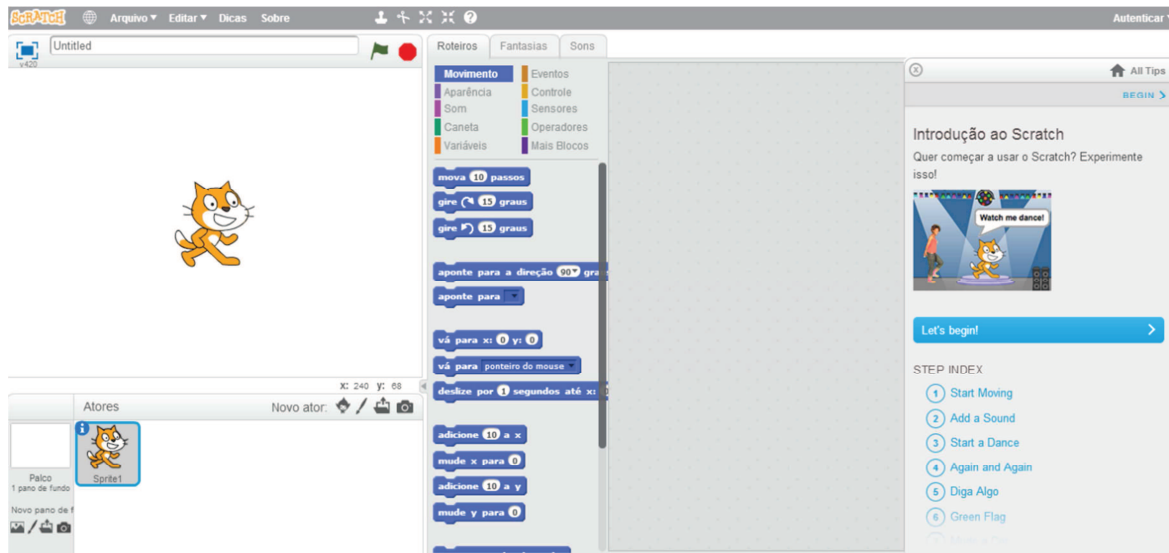 SCRATCH
Arquivo▼ Editar▼ Dicas Sobre
Autenticar
Untitled
v420
x: 240 y: 68
Atores
Novo ator:
Palco
1 pano de fundo
Novo pano de f
Sprite1
Roteiros Fantasias Sons
Movimento Eventos
Aparência Controle
Som Sensores
Caneta Operadores
Variáveis Mais Blocos
mova 10 passos
gire 15 graus
gire 15 graus
aponte para a direção 90▼ gra
aponte para
vá para x: 0 y: 0
vá para ponteiro do mouse
deslize por 1 segundos até x:
adicione 10 a x
mude x para 0
adicione 10 a y
mude y para 0
All Tips
BEGIN
Introdução ao Scratch
Quer começar a usar o Scratch? Experimente
isso!
Watch me dance!
Let's begin!
STEP INDEX
1 Start Moving
2 Add a Sound
3 Start a Dance
4 Again and Again
5 Diga Algo
6 Green Flag